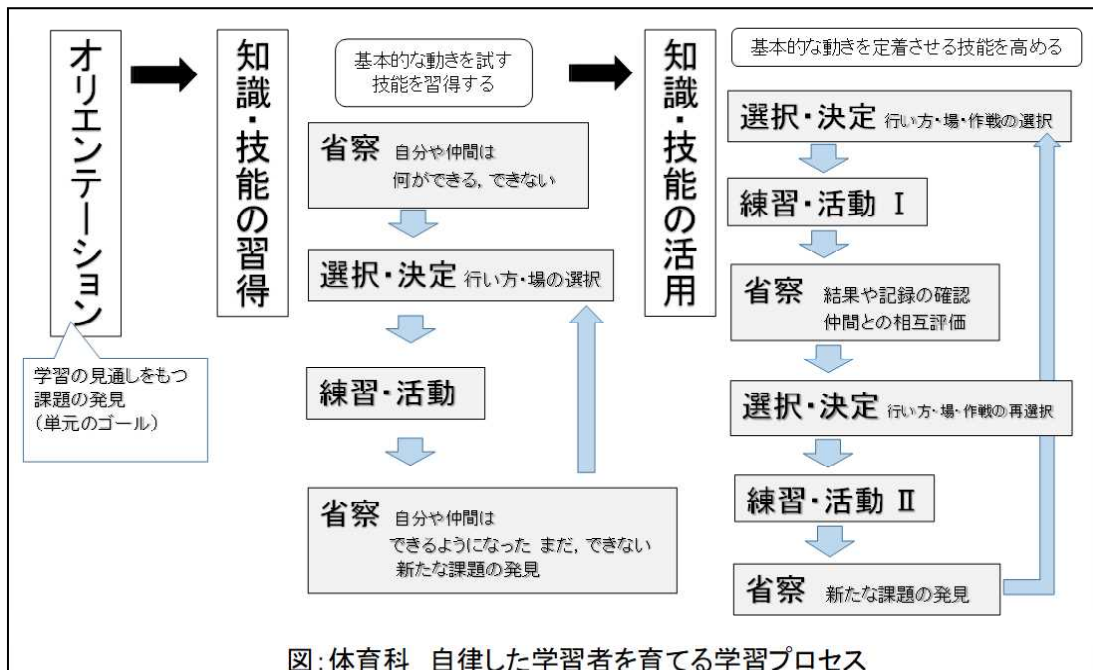 オリエンテーション
学習の見通しをもつ
課題の発見
(単元のゴール)
知識・技能の習得
基本的な動きを試す
技能を習得する
省察 自分や仲間は
何ができる,できない
選択・決定 行い方・場の選択
練習・活動
省察 自分や仲間は
できるようになった まだ,できない
新たな課題の発見
知識・技能の活用
基本的な動きを定着させる技能を高める
選択・決定 行い方・場・作戦の選択
練習・活動 Ⅰ
省察 結果や記録の確認
仲間との相互評価
選択・決定 行い方・場・作戦の再選択
練習・活動 Ⅱ
省察 新たな課題の発見
図:体育科 自律した学習者を育てる学習プロセス